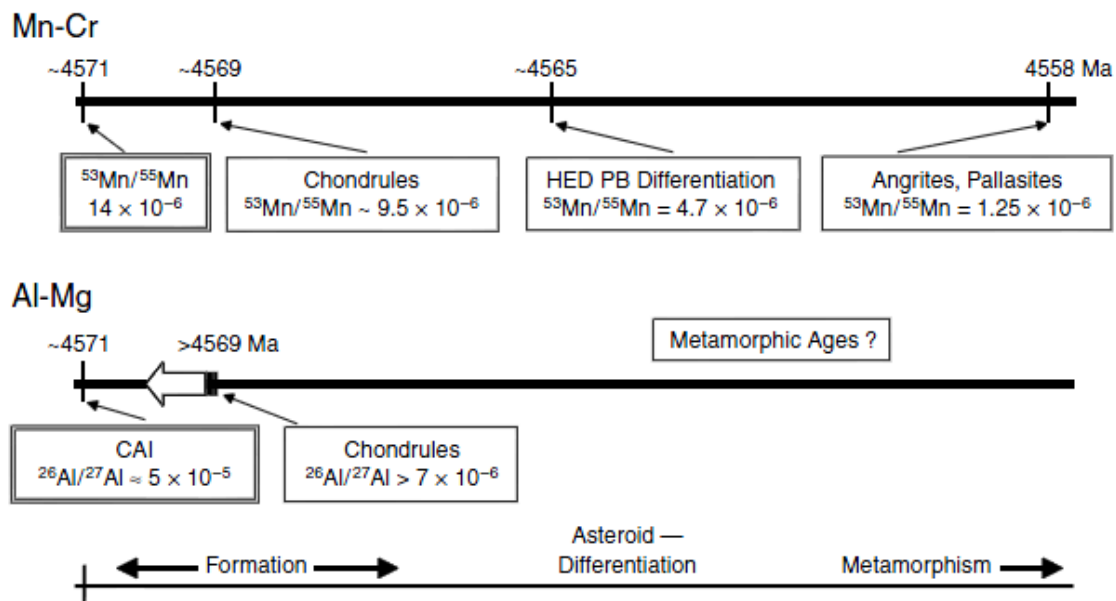 Mn-Cr
~4571 ~4569 ~4565 4558 Ma
⁵³Mn/⁵⁵Mn
14 × 10⁻⁶
Chondrules
⁵³Mn/⁵⁵Mn ~ 9.5 × 10⁻⁶
HED PB Differentiation
⁵³Mn/⁵⁵Mn = 4.7 × 10⁻⁶
Angrites, Pallasites
⁵³Mn/⁵⁵Mn = 1.25 × 10⁻⁶
Al-Mg
~4571 >4569 Ma
Metamorphic Ages ?
CAI
²⁶Al/²⁷Al ≈ 5 × 10⁻⁵
Chondrules
²⁶Al/²⁷Al > 7 × 10⁻⁶
Formation
Asteroid —
Differentiation
Metamorphism